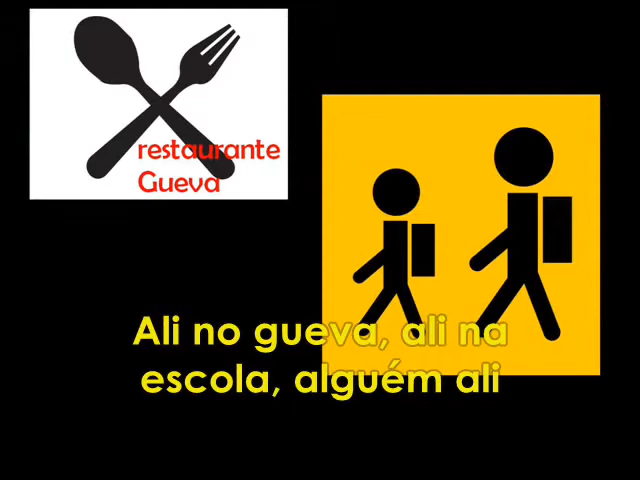 restaurante
Gueva
Ali no gueva, ali na
escola, alguém ali